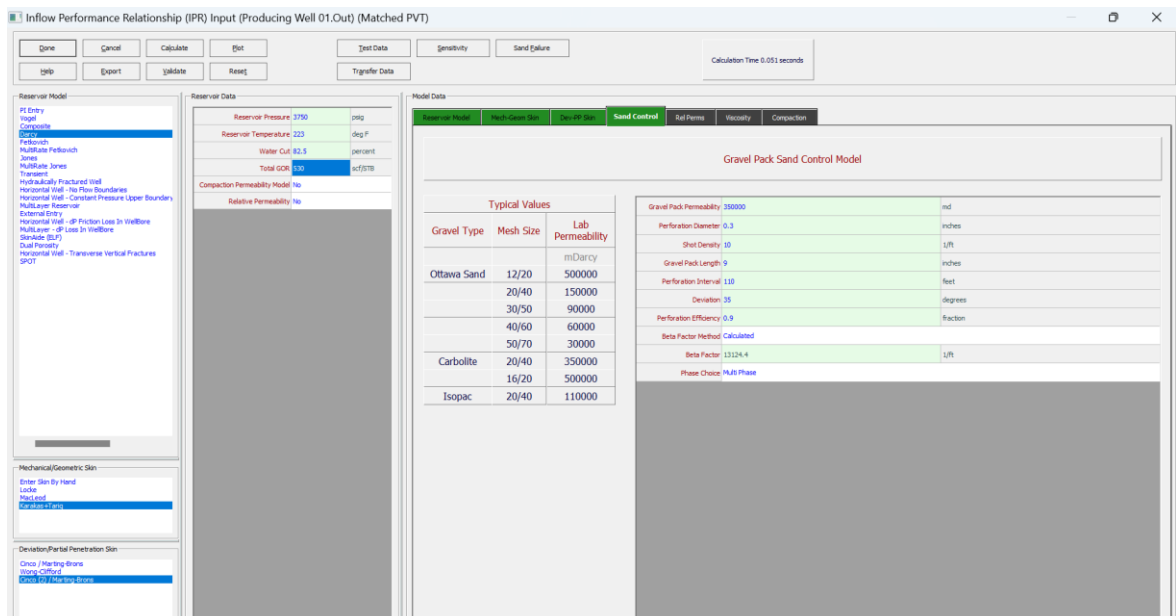 Inflow Performance Relationship (IPR) Input (Producing Well 01.Out) (Matched PVT)
Done Cancel Calculate Plot Test Data Sensitivity Sand Failure
Help Export Validate Reset Transfer Data
Calculation Time 0.051 seconds
Reservoir Model
PI Entry
Vogel
Composite
Darcy
Fetkovich
MultiRate Fetkovich
Jones
MultiRate Jones
Transient
Hydraulically Fractured Well
Horizontal Well - No Flow Boundaries
Horizontal Well - Constant Pressure Upper Boundary
MultiLayer Reservoir
External Entry
Horizontal Well - dP Friction Loss In WellBore
MultiLayer - dP Loss In WellBore
SkinAide (ELF)
Dual Porosity
Horizontal Well - Transverse Vertical Fractures
SPOT
Mechanical/Geometric Skin
Enter Skin By Hand
Locke
MacLeod
Karakas+Tariq
Deviation/Partial Penetration Skin
Cinco / Marting-Brons
Wong-Clifford
Cinco (2) / Marting-Brons
Reservoir Data
Reservoir Pressure 3750 psig
Reservoir Temperature 223 deg F
Water Cut 82.5 percent
Total GOR 530 scf/STB
Compaction Permeability Model No
Relative Permeability No
Model Data
Reservoir Model Mech-Geom Skin Dev-PP Skin Sand Control Rel Perms Viscosity Compaction
Gravel Pack Sand Control Model
Typical Values
Gravel Type Mesh Size Lab Permeability
mDarcy
Ottawa Sand 12/20 500000
20/40 150000
30/50 90000
40/60 60000
50/70 30000
Carbolite 20/40 350000
16/20 500000
Isopac 20/40 110000
Gravel Pack Permeability 350000 md
Perforation Diameter 0.3 inches
Shot Density 10 1/ft
Gravel Pack Length 9 inches
Perforation Interval 110 feet
Deviation 35 degrees
Perforation Efficiency 0.9 fraction
Beta Factor Method Calculated
Beta Factor 13124.4 1/ft
Phase Choice Multi Phase